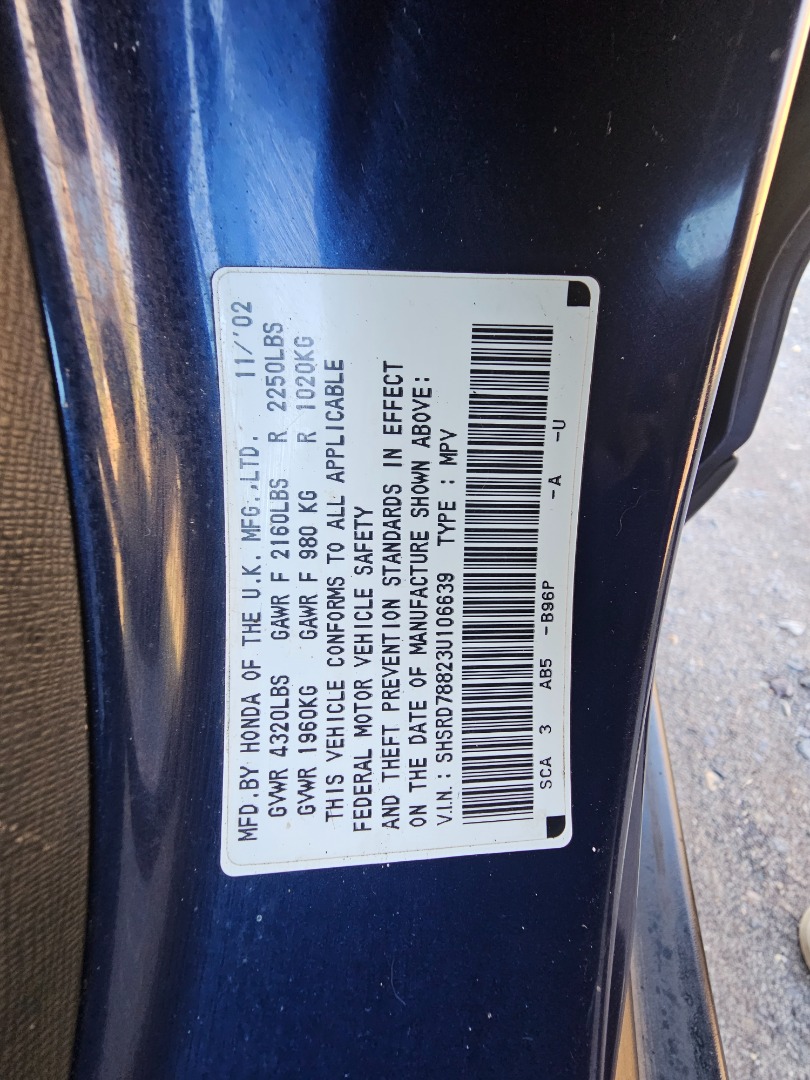 MFD.BY HONDA OF THE U.K. MFG.,LTD. 11/'02
GVWR 4320LBS GAWR F 2160LBS R 2250LBS
GVWR 1960KG GAWR F 980 KG R 1020KG
THIS VEHICLE CONFORMS TO ALL APPLICABLE
FEDERAL MOTOR VEHICLE SAFETY
AND THEFT PREVENTION STANDARDS IN EFFECT
ON THE DATE OF MANUFACTURE SHOWN ABOVE:
V.I.N.: SHSRD78823U106639 TYPE : MPV
SCA 3 AB5 -B96P -A -U